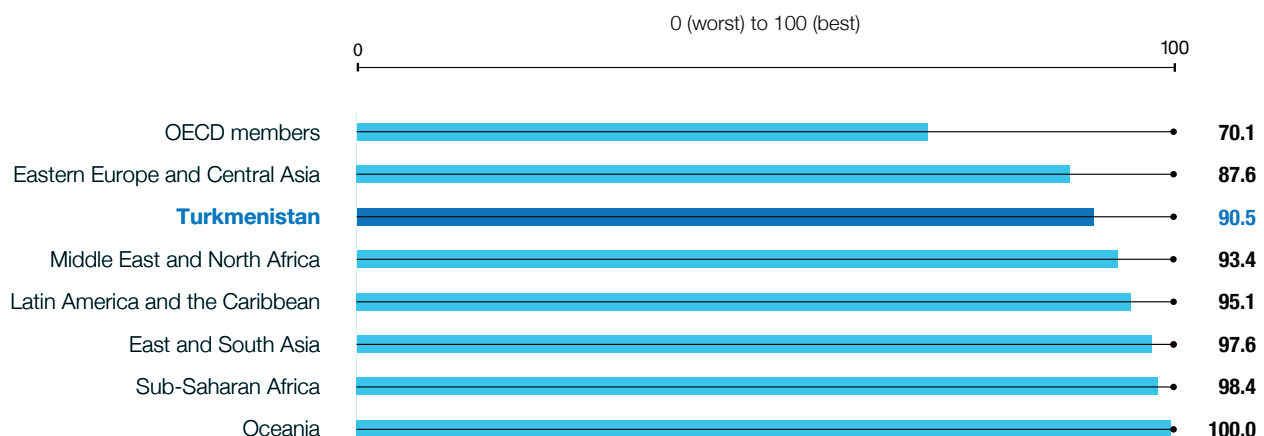 0 (worst) to 100 (best)
0 100
OECD members 70.1
Eastern Europe and Central Asia 87.6
Turkmenistan 90.5
Middle East and North Africa 93.4
Latin America and the Caribbean 95.1
East and South Asia 97.6
Sub-Saharan Africa 98.4
Oceania 100.0